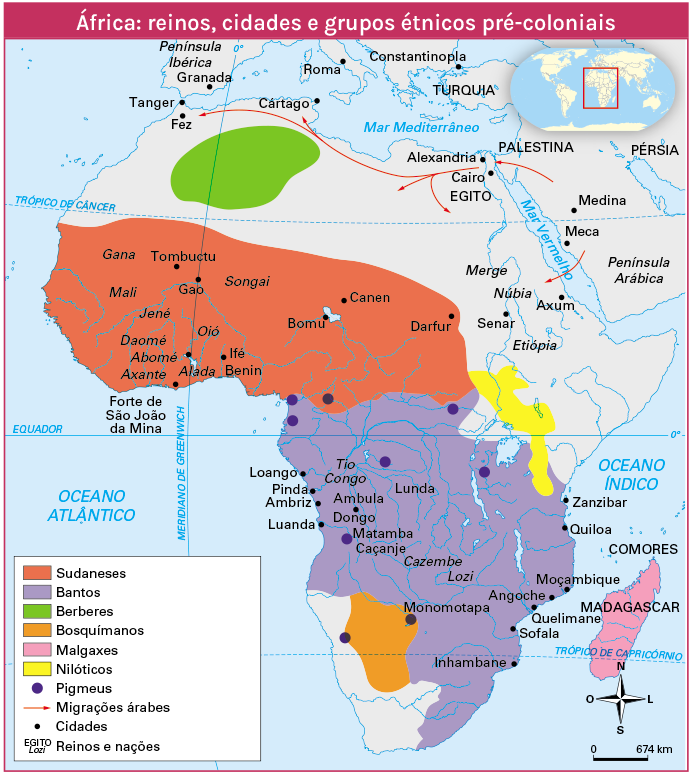 África: reinos, cidades e grupos étnicos pré-coloniais
Península
Ibérica
0°
Granada
Roma
Constantinopla
TURQUIA
Tanger
Fez
Cártago
Mar Mediterrâneo
Alexandria
PALESTINA
PÉRSIA
Cairo
EGITO
TRÓPICO DE CÂNCER
Medina
Mar Vermelho
Meca
Península
Arábica
Gana
Tombuctu
Mali
Gao
Songai
Jené
Canen
Merge
Núbia
Axum
Oió
Bomu
Darfur
Senar
Daomé
Abomé
Ifé
Etiópia
Axante
Alada
Benin
Forte de
São João
da Mina
EQUADOR
0°
MERIDIANO DE GREENWICH
OCEANO
ATLÂNTICO
OCEANO
ÍNDICO
Loango
Tio
Congo
Pinda
Lunda
Ambriz
Ambula
Zanzibar
Luanda
Dongo
Matamba
Caçanje
Quiloa
COMORES
Cazembe
Lozi
Moçambique
Angoche
MADAGASCAR
Monomotapa
Quelimane
Sofala
TRÓPICO DE CAPRICÓRNIO
Inhambane
Sudaneses
Bantos
Berberes
Bosquímanos
Malgaxes
Nilóticos
Pigmeus
Migrações árabes
Cidades
EGITO
Lozi
Reinos e nações
N
O
L
S
0
674 km